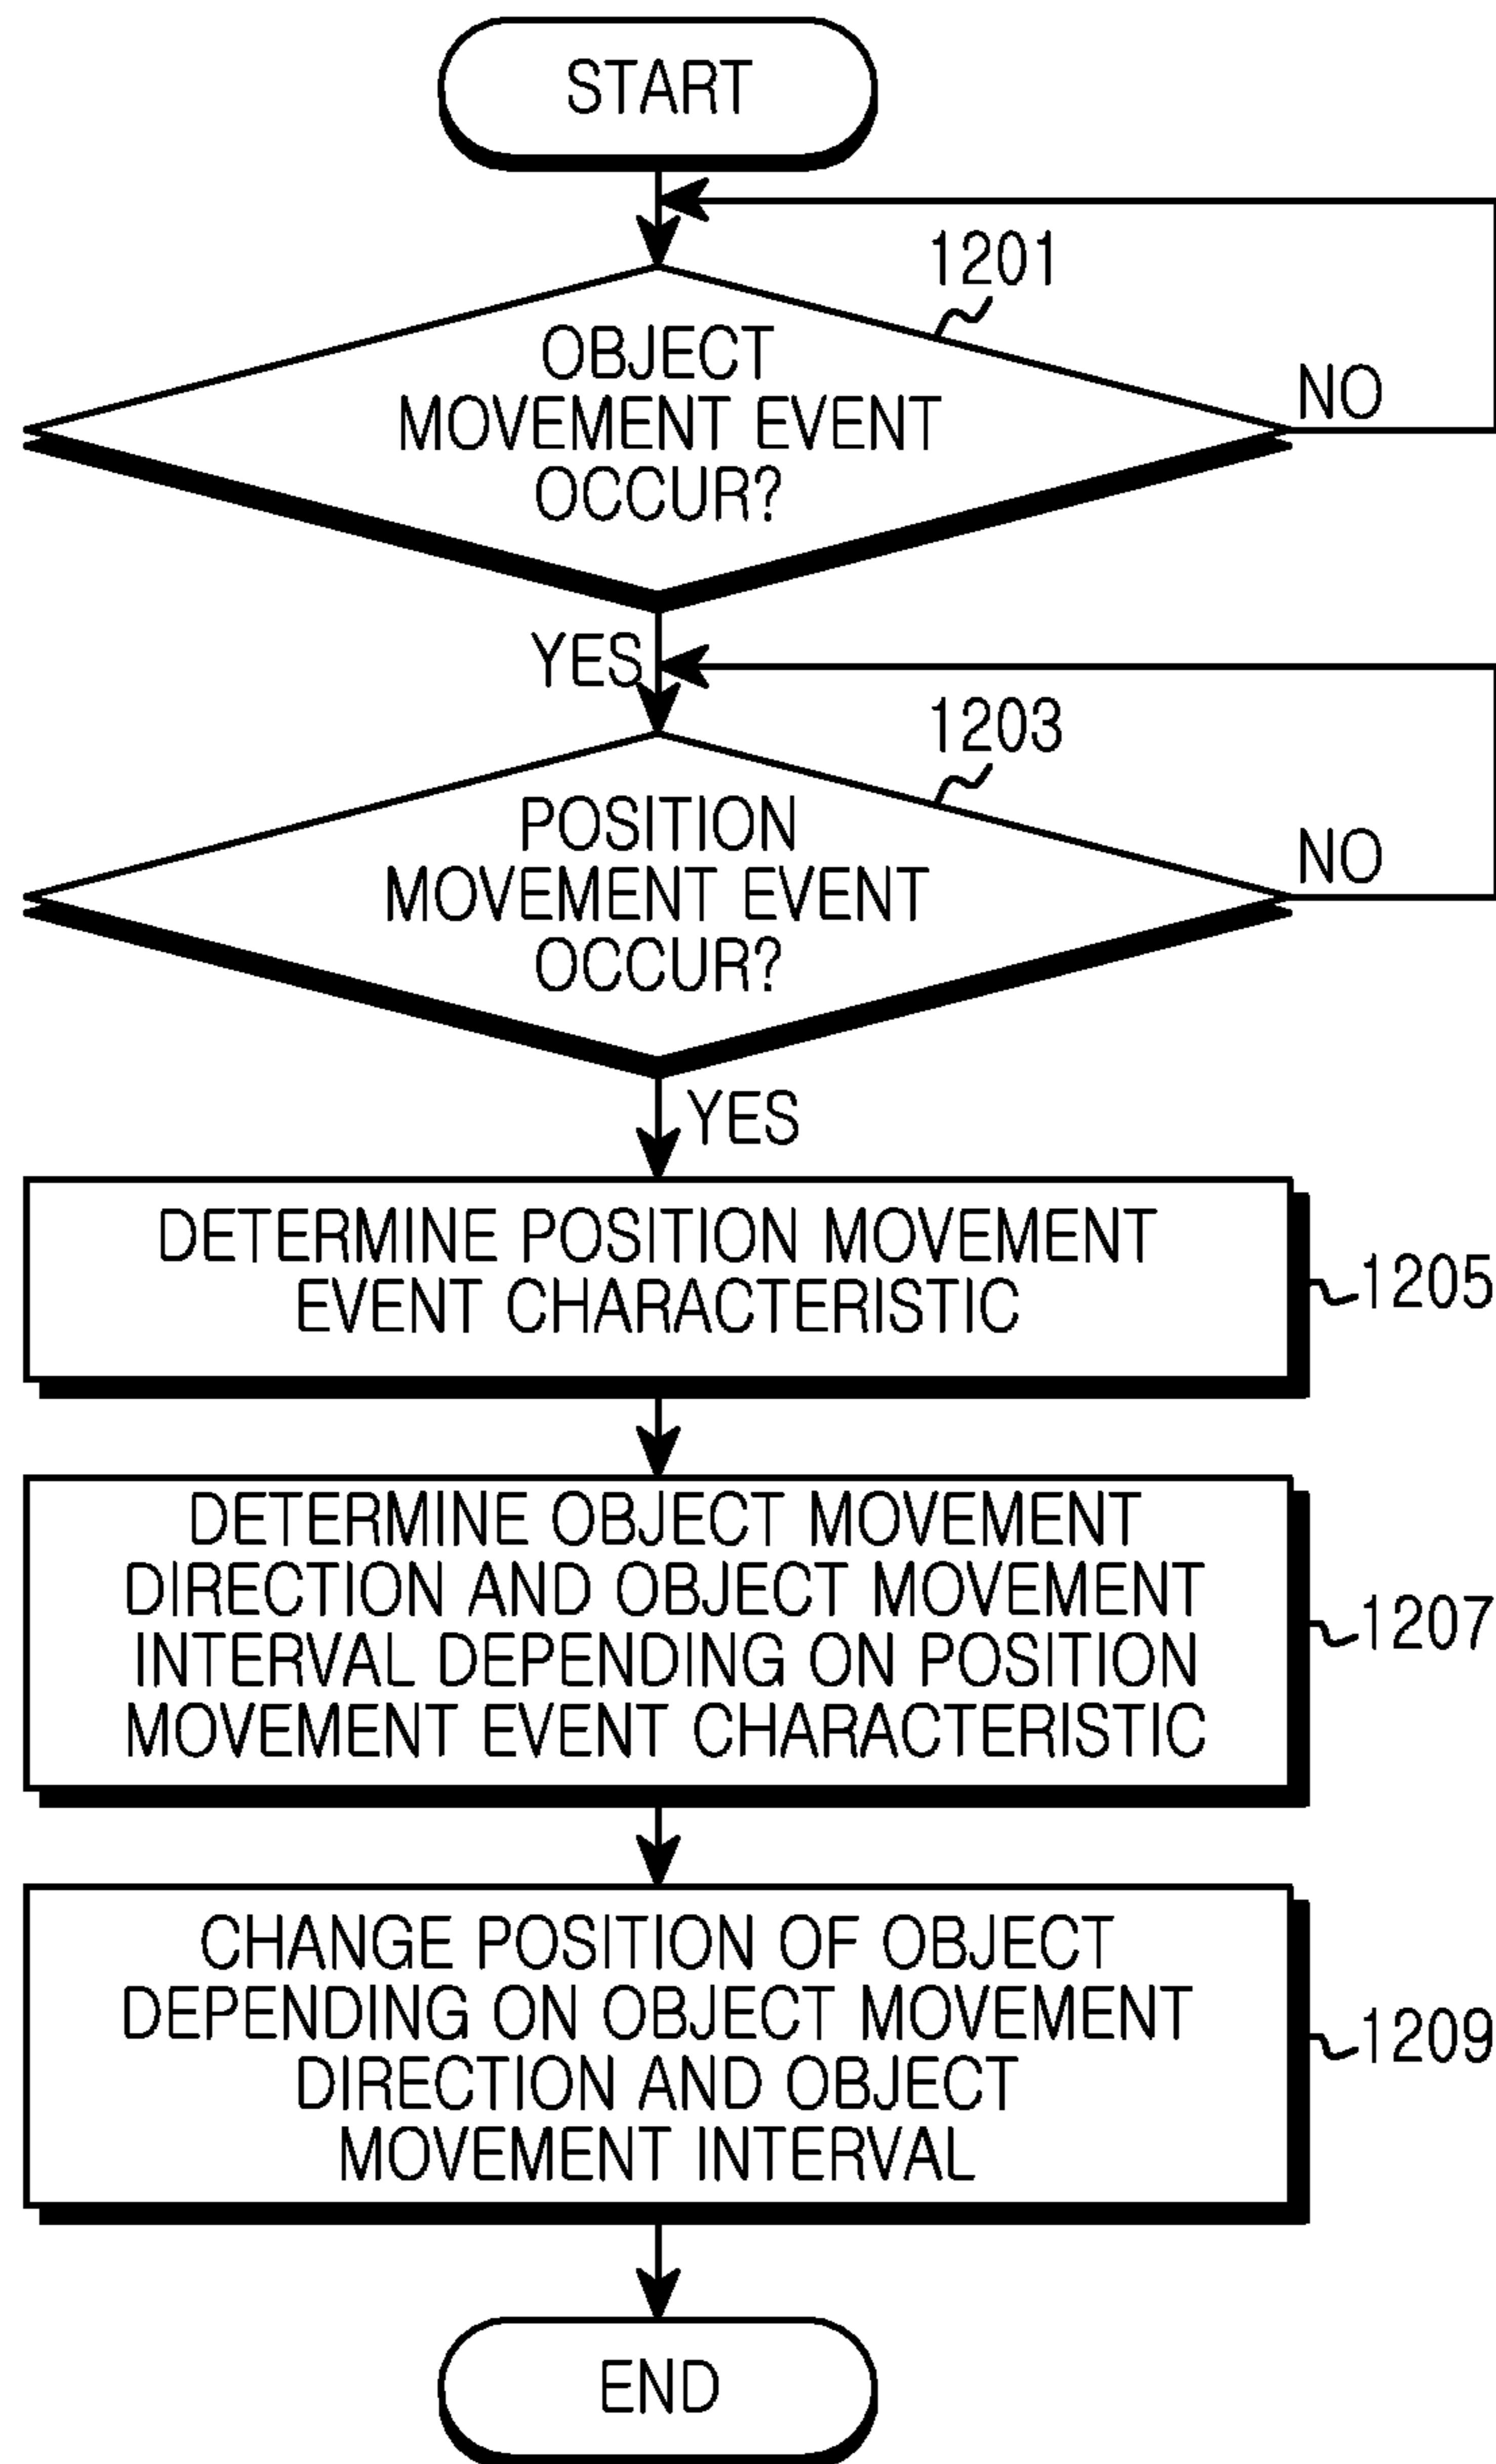 START
1201
OBJECT
MOVEMENT EVENT
OCCUR?
NO
YES
1203
POSITION
MOVEMENT EVENT
OCCUR?
NO
YES
DETERMINE POSITION MOVEMENT
EVENT CHARACTERISTIC
1205
DETERMINE OBJECT MOVEMENT
DIRECTION AND OBJECT MOVEMENT
INTERVAL DEPENDING ON POSITION
MOVEMENT EVENT CHARACTERISTIC
1207
CHANGE POSITION OF OBJECT
DEPENDING ON OBJECT MOVEMENT
DIRECTION AND OBJECT
MOVEMENT INTERVAL
1209
END